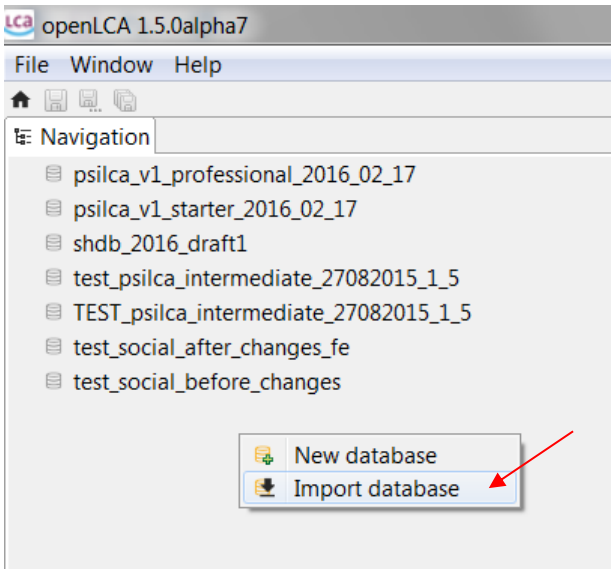 LCA openLCA 1.5.0alpha7
File Window Help
Navigation
psilca_v1_professional_2016_02_17
psilca_v1_starter_2016_02_17
shdb_2016_draft1
test_psilca_intermediate_27082015_1_5
TEST_psilca_intermediate_27082015_1_5
test_social_after_changes_fe
test_social_before_changes
New database
Import database